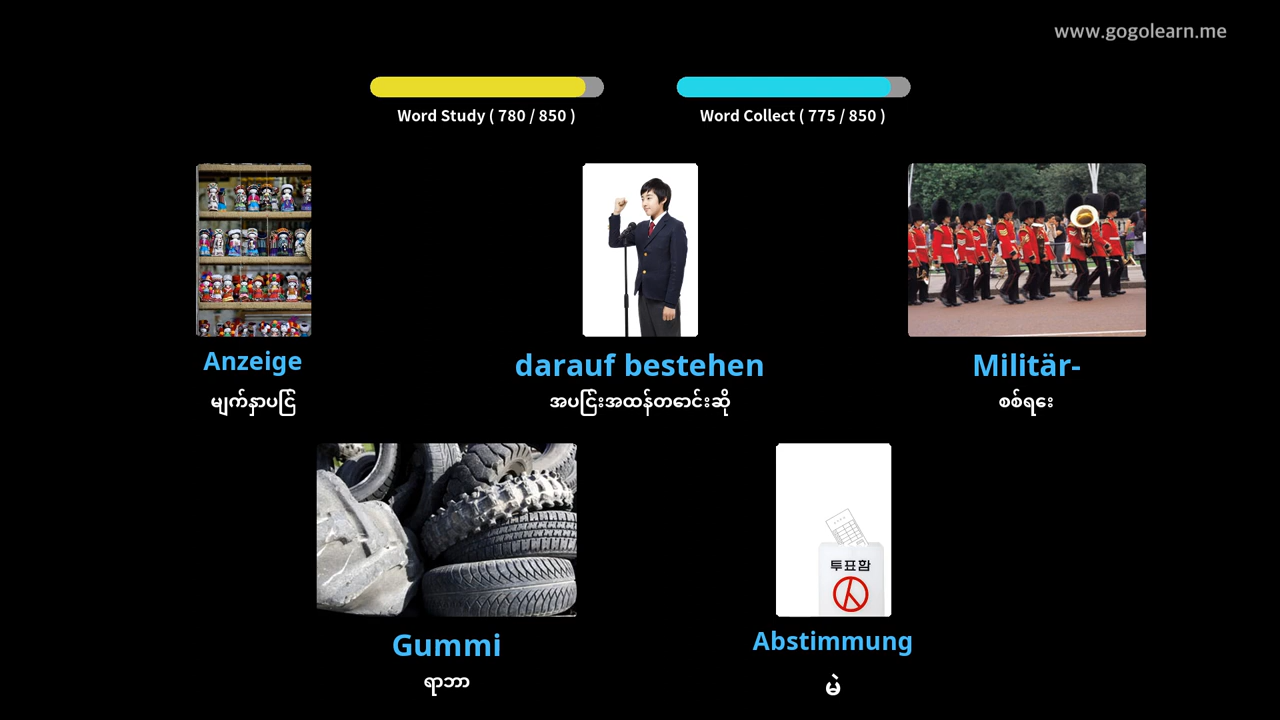 www.gogolearn.me
Word Study ( 780 / 850 )
Word Collect ( 775 / 850 )
Anzeige
မျက်နှာပြင်
darauf bestehen
အပြင်းအထန်တောင်းဆို
Militär-
စစ်ရေး
투표함
Gummi
ရာဘာ
Abstimmung
မဲ